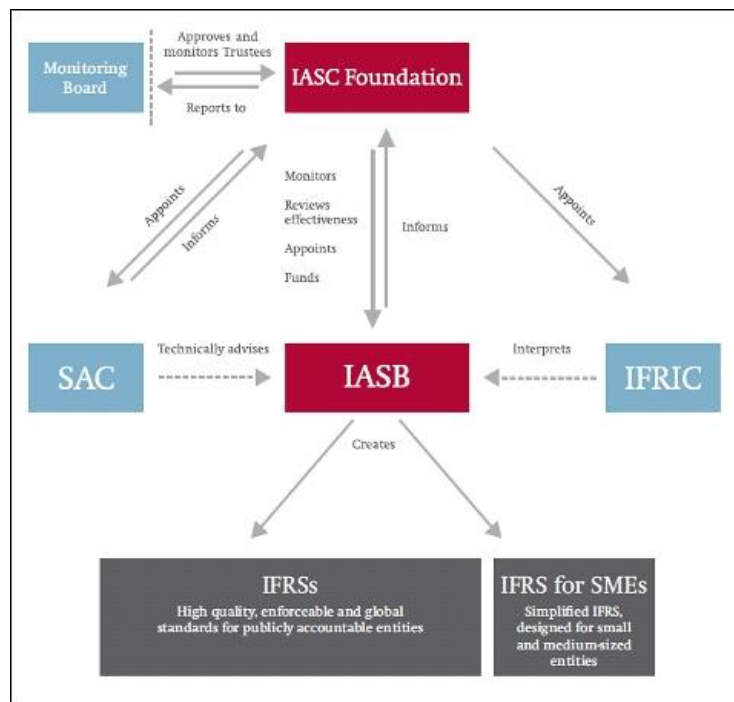 Approves and
monitors Trustees
Monitoring
Board
IASC Foundation
Reports to
Appoints
Informs
Monitors
Reviews
effectiveness
Appoints
Funds
Informs
Appoints
SAC
Technically advises
IASB
Interprets
IFRIC
Creates
IFRSs
High quality, enforceable and global
standards for publicly accountable entities
IFRS for SMEs
Simplified IFRS,
designed for small
and medium-sized
entities